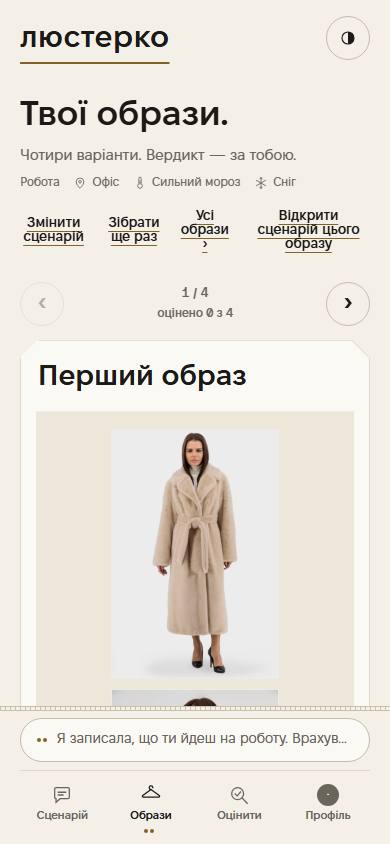 люстерко
Твої образи.
Чотири варіанти. Вердикт — за тобою.
Робота Офіс Сильний мороз Сніг
Змінити
сценарій
Зібрати
ще раз
Усі
образи
›
Відкрити
сценарій цього
образу
‹ 1 / 4 ›
оцінено 0 з 4
Перший образ
Я записала, що ти йдеш на роботу. Врахув...
Сценарій Образи Оцінити Профіль